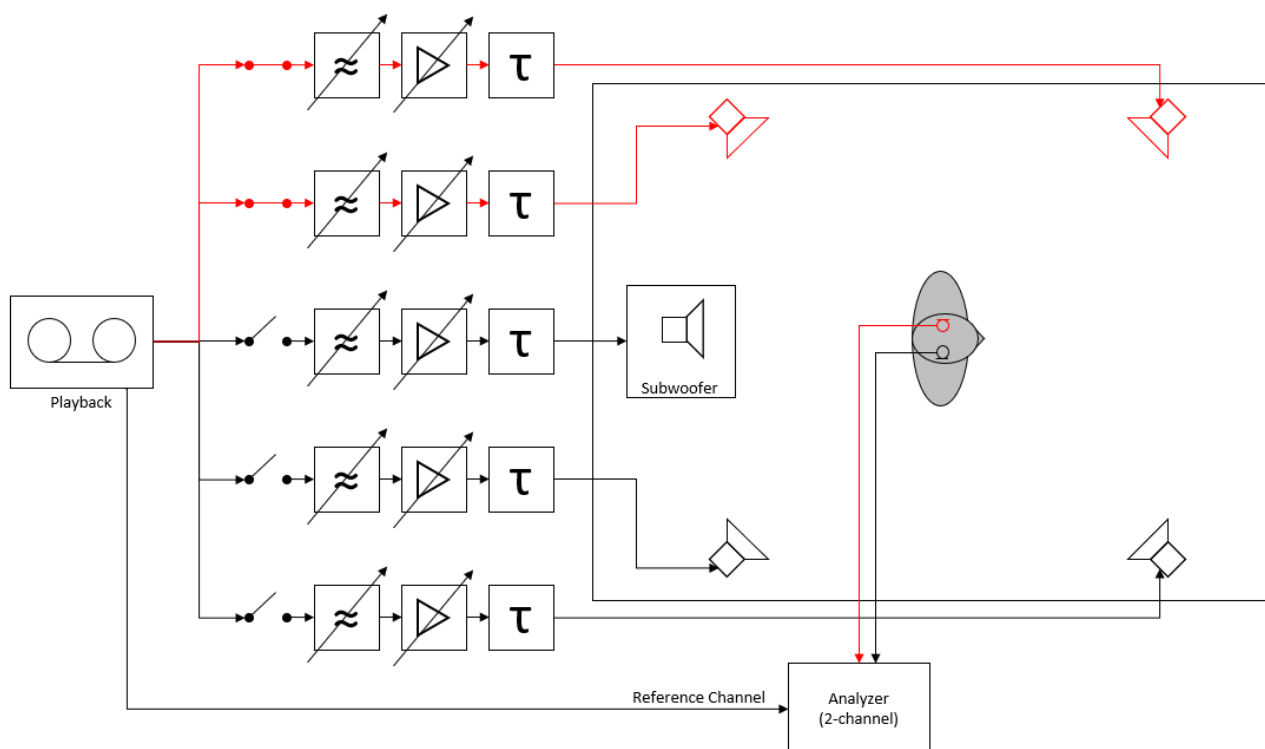 ≈ τ
≈ τ
≈ τ
≈ τ
≈ τ
Playback
Subwoofer
Reference Channel
Analyzer
(2-channel)